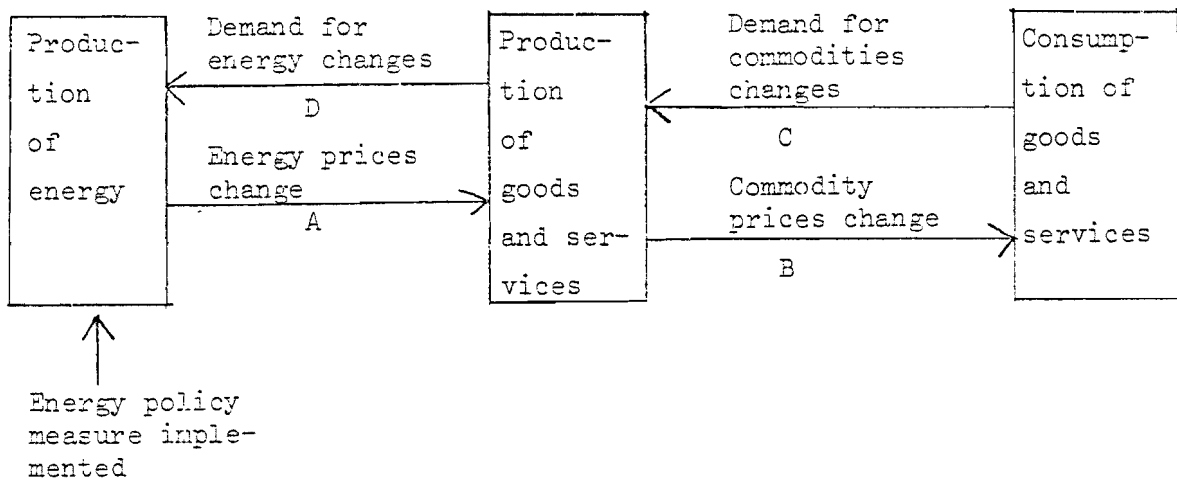 Produc-
tion
of
energy
Demand for
energy changes
D
Energy prices
change
A
Produc-
tion
of
goods
and ser-
vices
Demand for
commodities
changes
C
Commodity
prices change
B
Consump-
tion of
goods
and
services
Energy policy
measure imple-
mented